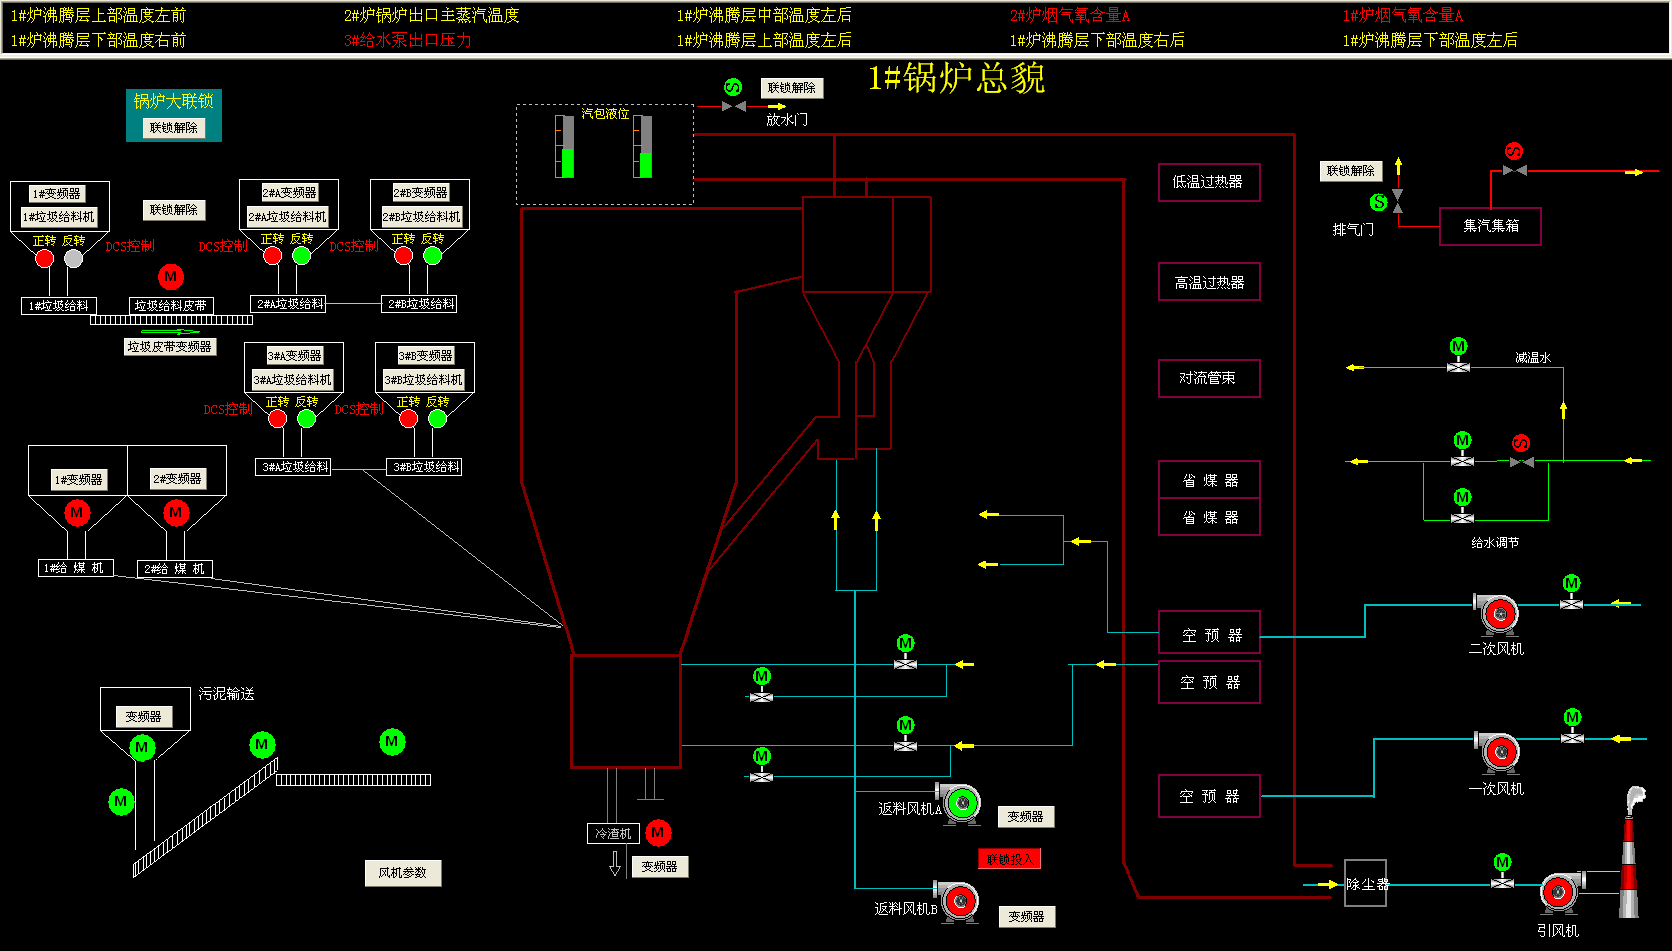 1#炉沸腾层上部温度左前
2#炉锅炉出口主蒸汽温度
1#炉沸腾层中部温度左后
2#炉烟气氧含量A
1#炉烟气氧含量A
1#炉沸腾层下部温度右前
3#给水泵出口压力
1#炉沸腾层上部温度左后
1#炉沸腾层下部温度右后
1#炉沸腾层下部温度左后
1#锅炉总貌
锅炉大联锁
联锁解除
汽包液位
联锁解除
放水门
1#变频器
1#垃圾给料机
正转 反转
DCS控制
1#垃圾给料
联锁解除
M
垃圾给料皮带
垃圾皮带变频器
2#A变频器
2#A垃圾给料机
DCS控制
正转 反转
2#A垃圾给料
2#B变频器
2#B垃圾给料机
DCS控制
正转 反转
2#B垃圾给料
3#A变频器
3#A垃圾给料机
DCS控制
正转 反转
3#A垃圾给料
3#B变频器
3#B垃圾给料机
DCS控制
正转 反转
3#B垃圾给料
1#变频器
M
1#给 煤 机
2#变频器
M
2#给 煤 机
污泥输送
变频器
M
M
M
M
风机参数
冷渣机
M
变频器
M
M
M
M
返料风机A
变频器
联锁投入
返料风机B
变频器
低温过热器
高温过热器
对流管束
省 煤 器
省 煤 器
空 预 器
空 预 器
空 预 器
联锁解除
S
排气门
S
集汽集箱
M
减温水
M
S
M
给水调节
M
二次风机
M
一次风机
除尘器
M
引风机